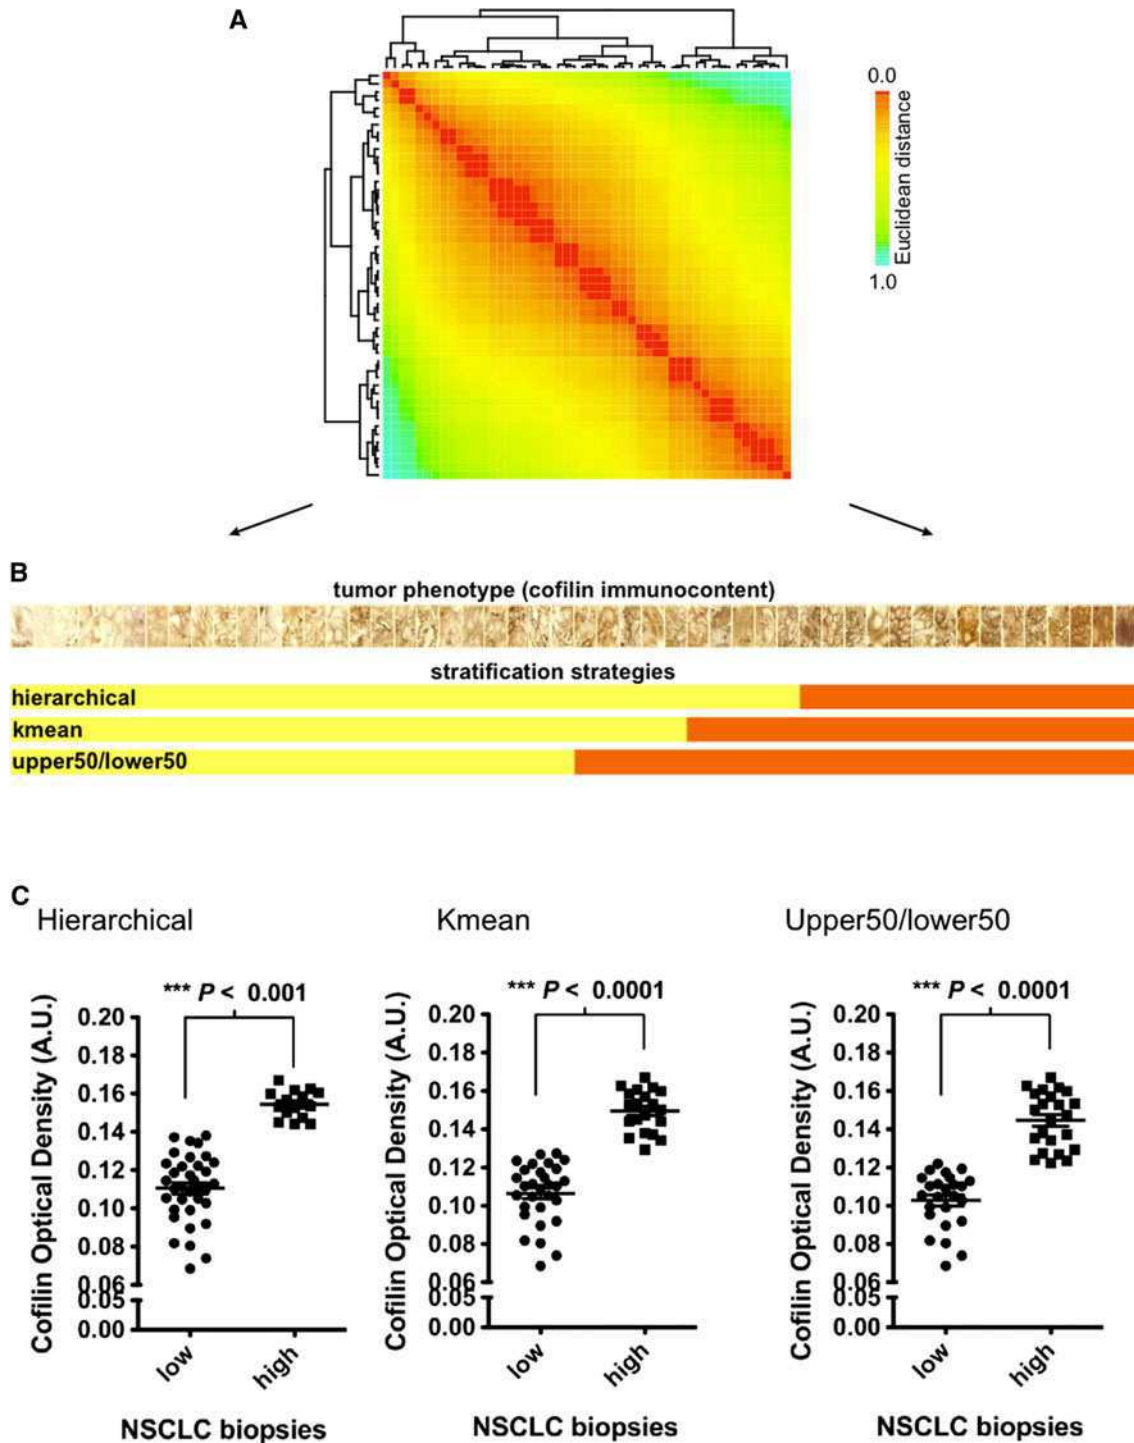 A
0.0
Euclidean distance
1.0
B
tumor phenotype (cofilin immunocontent)
stratification strategies
hierarchical
kmean
upper50/lower50
C
Hierarchical
Kmean
Upper50/lower50
*** P < 0.001
*** P < 0.0001
*** P < 0.0001
Cofilin Optical Density (A.U.)
0.20
0.18
0.16
0.14
0.12
0.10
0.08
0.06
0.05
0.00
low
high
NSCLC biopsies
Cofilin Optical Density (A.U.)
0.20
0.18
0.16
0.14
0.12
0.10
0.08
0.06
0.05
0.00
low
high
NSCLC biopsies
Cofilin Optical Density (A.U.)
0.20
0.18
0.16
0.14
0.12
0.10
0.08
0.06
0.05
0.00
low
high
NSCLC biopsies